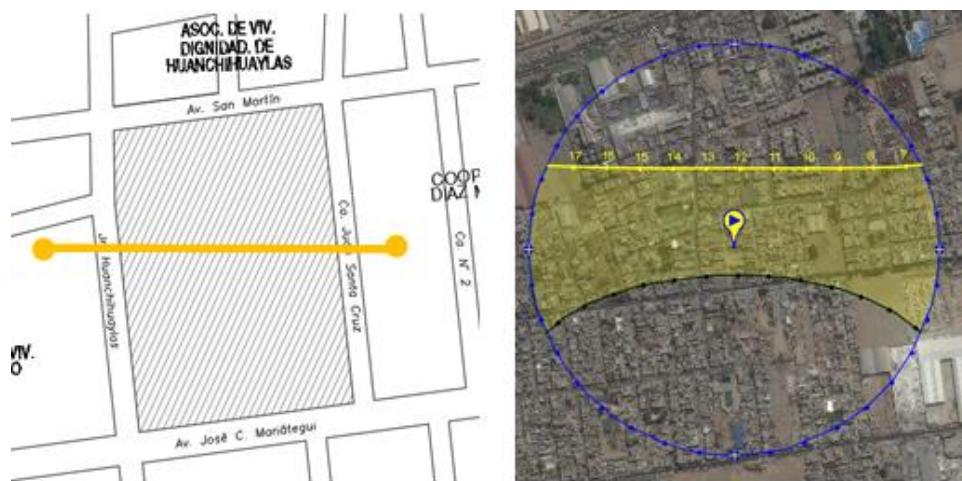 ASOC. DE VIV.
DIGNIDAD. DE
HUANCHIHUAYLAS
Av. San Martín
COOP
DIAZ
Jr. Huanchihuaylas
Ca. Juan Santa Cruz
Ca. N° 2
VIV.
O
Av. José C. Mariátegui
17 16 15 14 13 12 11 10 9 8 7